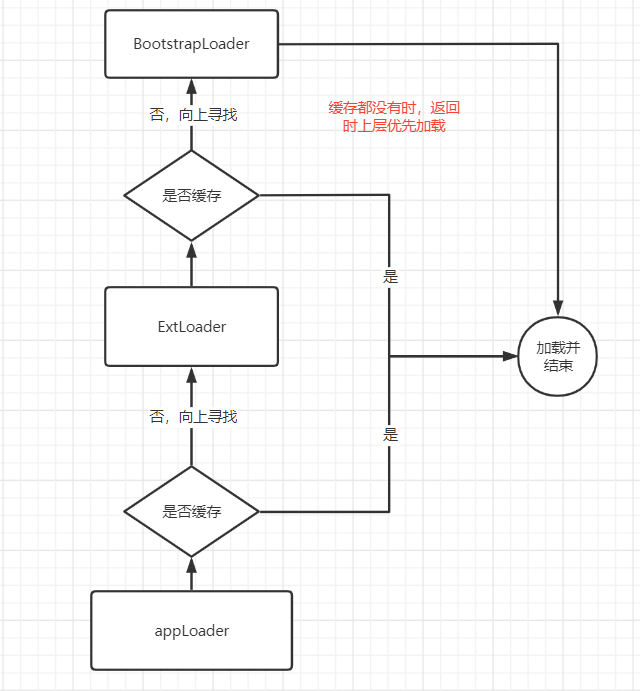 BootstrapLoader
否，向上寻找
缓存都没有时，返回
时上层优先加载
是否缓存
是
ExtLoader
加载并
结束
否，向上寻找
是
是否缓存
appLoader